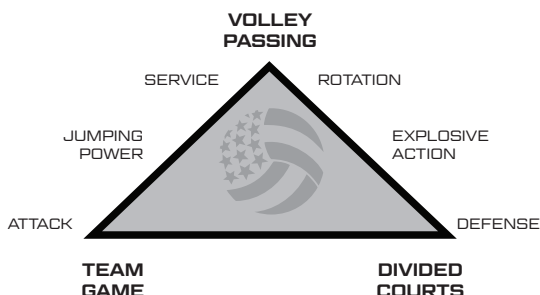 VOLLEY
PASSING
SERVICE
ROTATION
JUMPING
POWER
EXPLOSIVE
ACTION
ATTACK
DEFENSE
TEAM
GAME
DIVIDED
COURTS